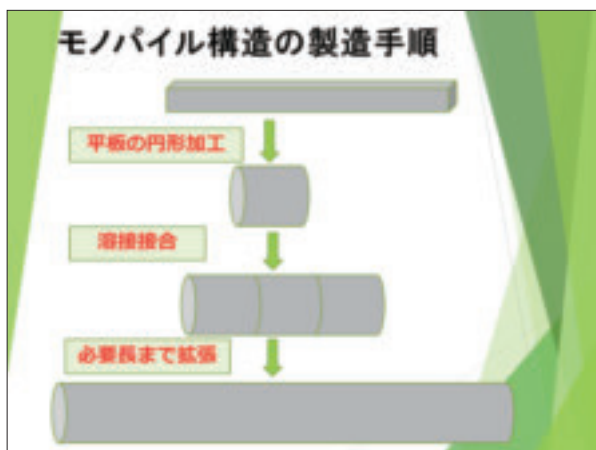 モノパイル構造の製造手順
平板の円形加工
溶接接合
必要長まで拡張